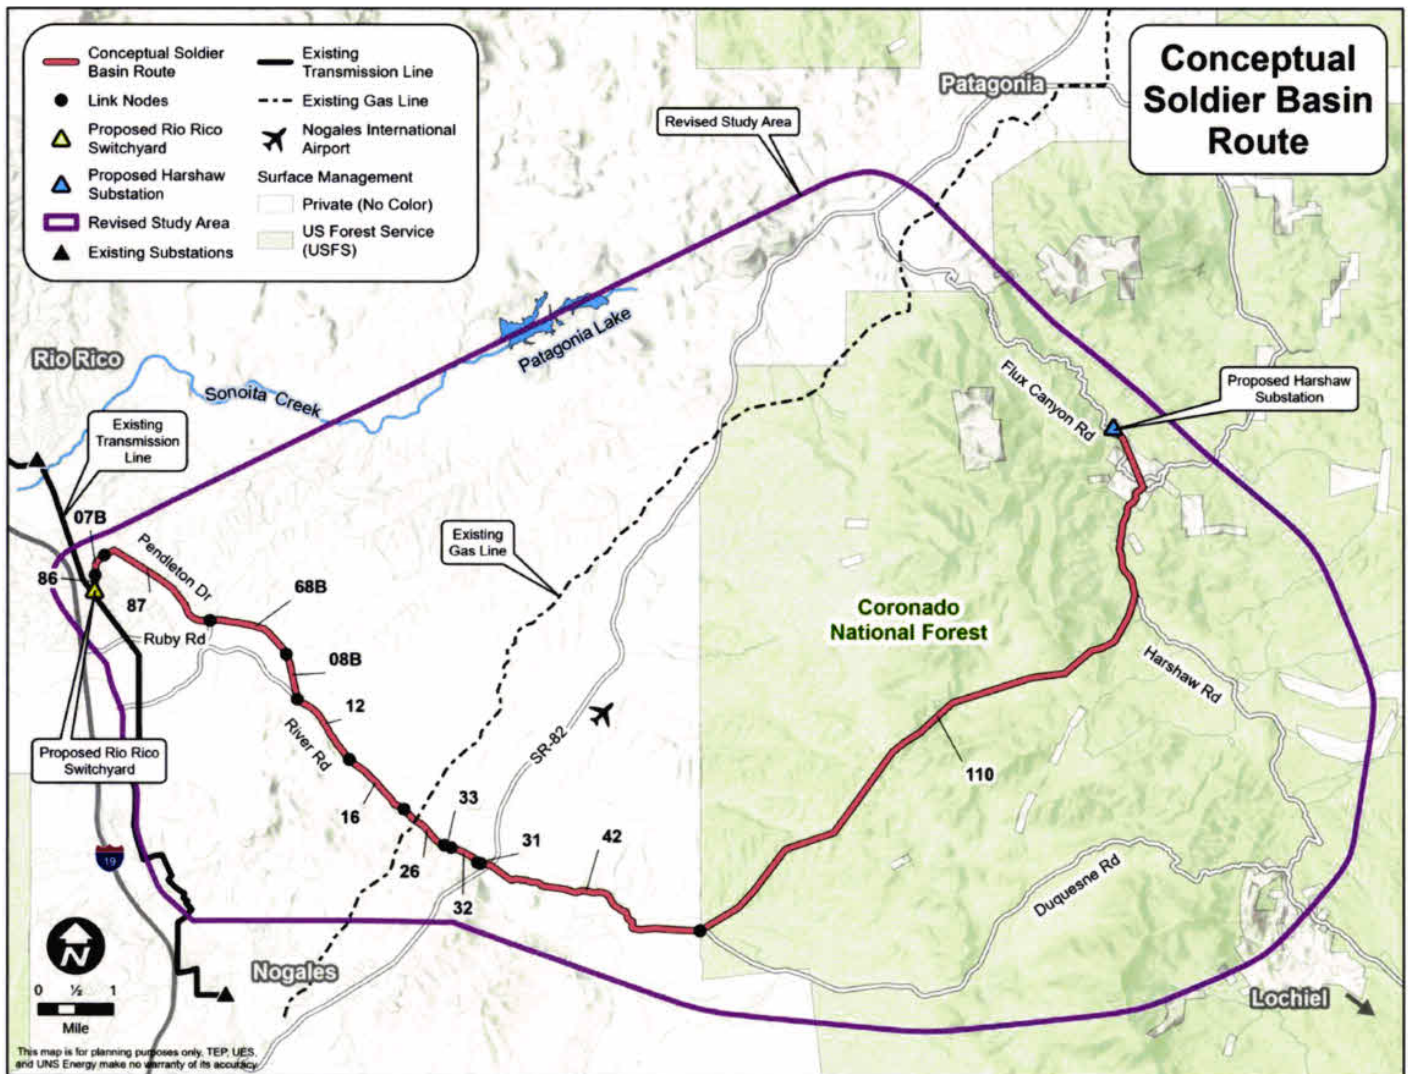 Conceptual Soldier
Basin Route
Link Nodes
Proposed Rio Rico
Switchyard
Proposed Harshaw
Substation
Revised Study Area
Existing Substations
Existing
Transmission Line
Existing Gas Line
Nogales International
Airport
Surface Management
Private (No Color)
US Forest Service
(USFS)
Conceptual
Soldier Basin
Route
Patagonia
Revised Study Area
Rio Rico
Sonoita Creek
Patagonia Lake
Flux Canyon Rd
Proposed Harshaw
Substation
Existing
Transmission
Line
07B
86
87
Pendleton Dr
68B
Ruby Rd
08B
12
River Rd
Existing
Gas Line
Coronado
National Forest
Harshaw Rd
SR-82
Proposed Rio Rico
Switchyard
110
16
33
31
42
26
32
19
Duquesne Rd
Nogales
Lochiel
N
0 ½ 1
Mile
This map is for planning purposes only. TEP, UES,
and UNS Energy make no warranty of its accuracy.